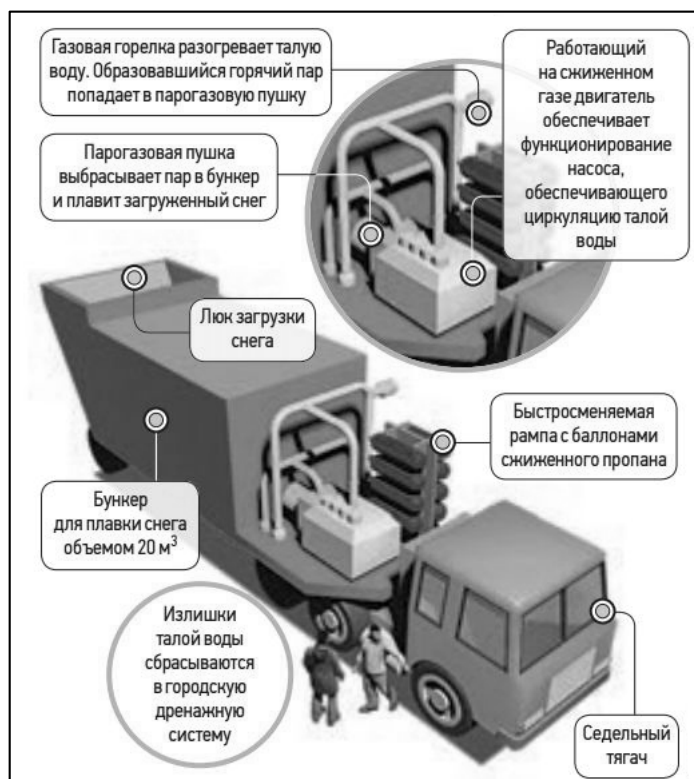 Газовая горелка разогревает талую
воду. Образовавшийся горячий пар
попадает в парогазовую пушку
Работающий
на сжиженном
газе двигатель
обеспечивает
функционирование
насоса,
обеспечивающего
циркуляцию талой
воды
Парогазовая пушка
выбрасывает пар в бункер
и плавит загруженный снег
Люк загрузки
снега
Быстросменяемая
рампа с баллонами
сжиженного пропана
Бункер
для плавки снега
объемом 20 м³
Излишки
талой воды
сбрасываются
в городскую
дренажную
систему
Седельный
тягач